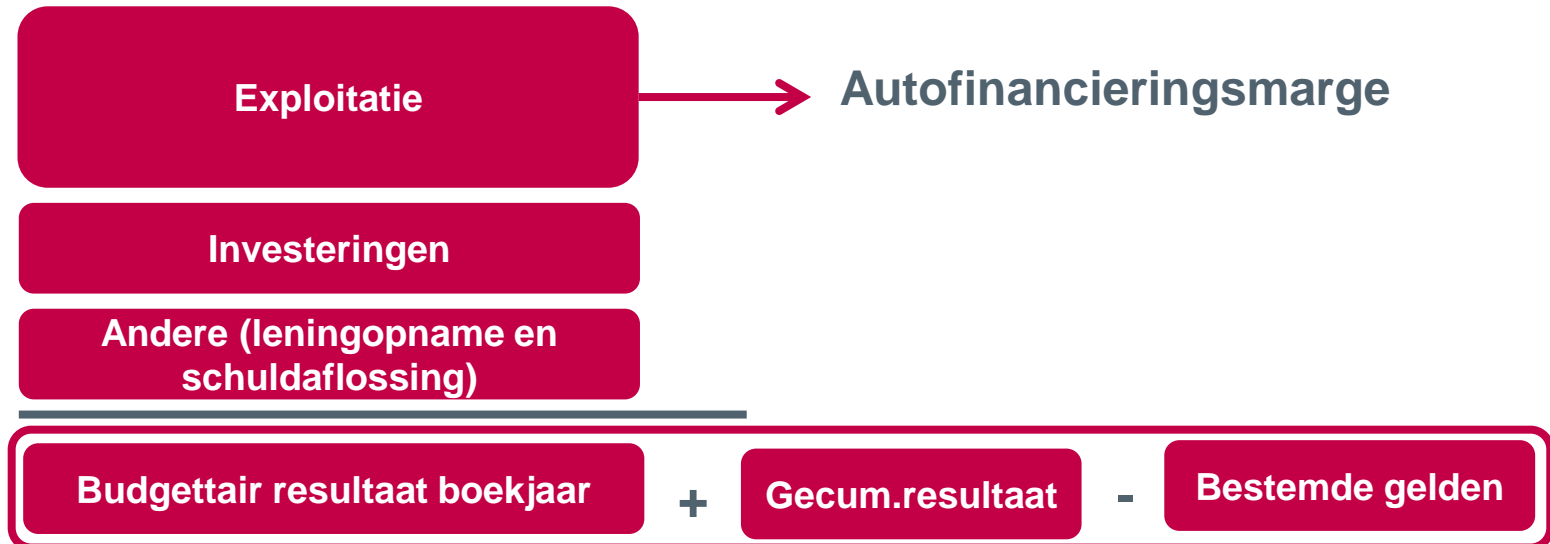 Exploitatie
Autofinancieringsmarge
Investeringen
Andere (leningopname en
schuldaflossing)
Budgettair resultaat boekjaar + Gecum.resultaat - Bestemde gelden